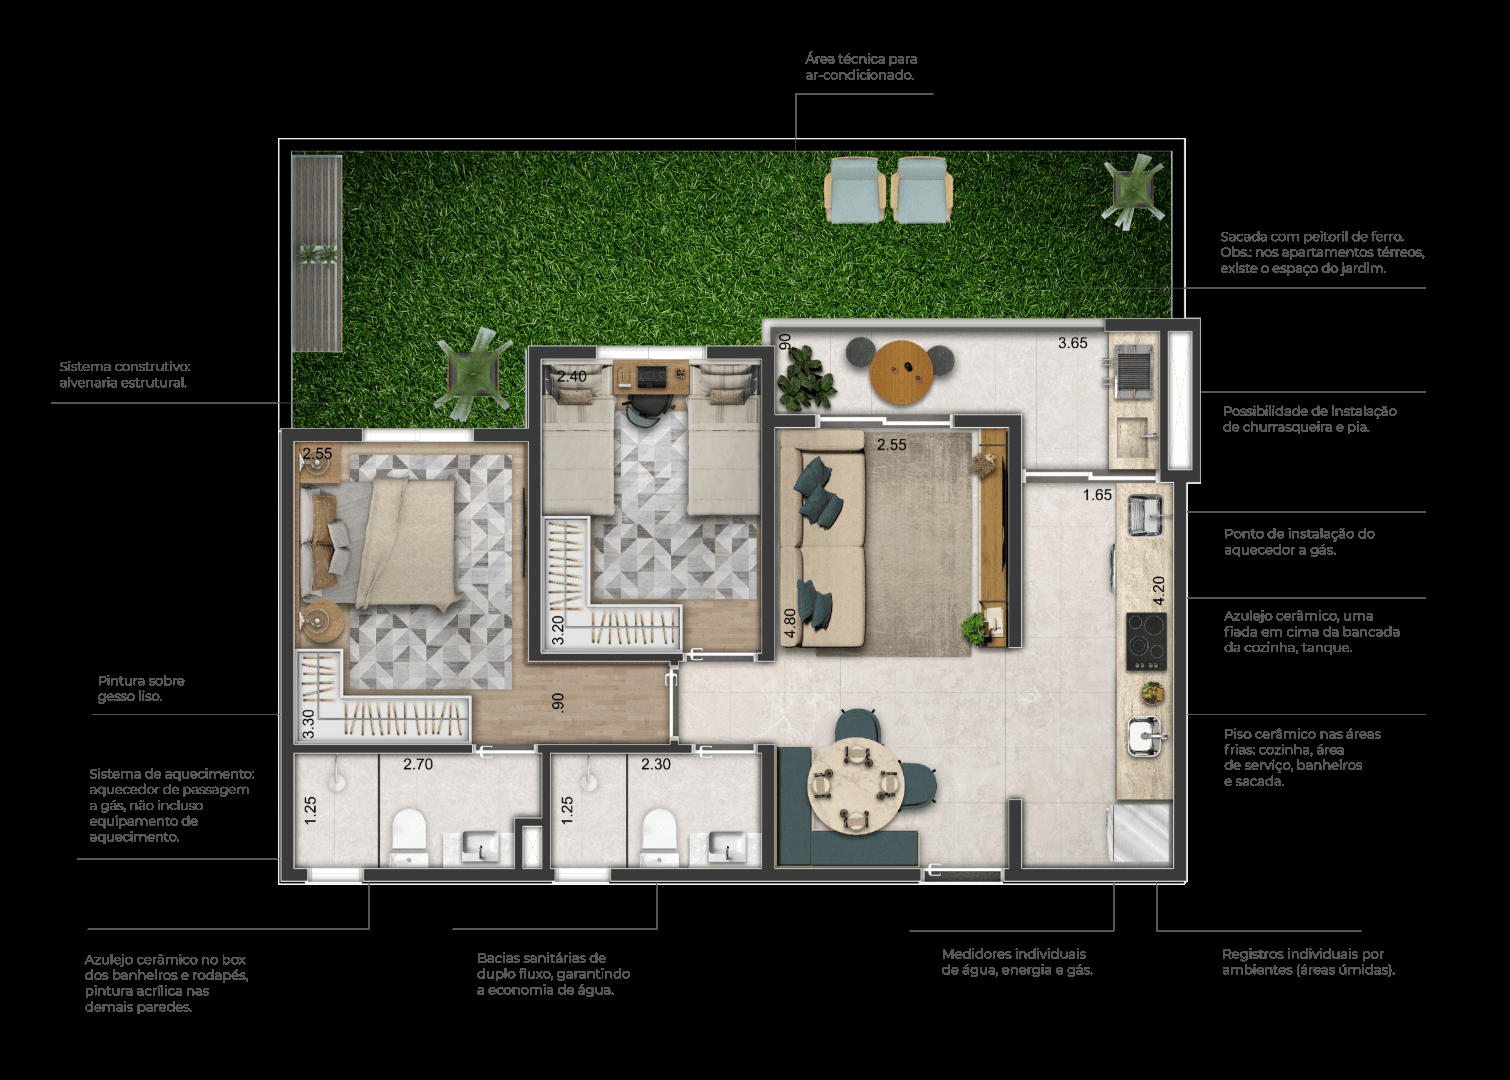 Área técnica para
ar-condicionado.
Sacada com peitoril de ferro.
Obs.: nos apartamentos térreos,
existe o espaço do jardim.
Sistema construtivo:
alvenaria estrutural.
Possibilidade de instalação
de churrasqueira e pia.
Ponto de instalação do
aquecedor a gás.
Azulejo cerâmico, uma
fiada em cima da bancada
da cozinha, tanque.
Pintura sobre
gesso liso.
Piso cerâmico nas áreas
frias: cozinha, área
de serviço, banheiros
e sacada.
Sistema de aquecimento:
aquecedor de passagem
a gás, não incluso
equipamento de
aquecimento.
Azulejo cerâmico no box
dos banheiros e rodapés,
pintura acrílica nas
demais paredes.
Bacias sanitárias de
duplo fluxo, garantindo
a economia de água.
Medidores individuais
de água, energia e gás.
Registros individuais por
ambientes (áreas úmidas).
.90
3.65
2.40
2.55
2.55
1.65
4.20
4.80
3.20
.90
3.30
2.70
2.30
1.25
1.25